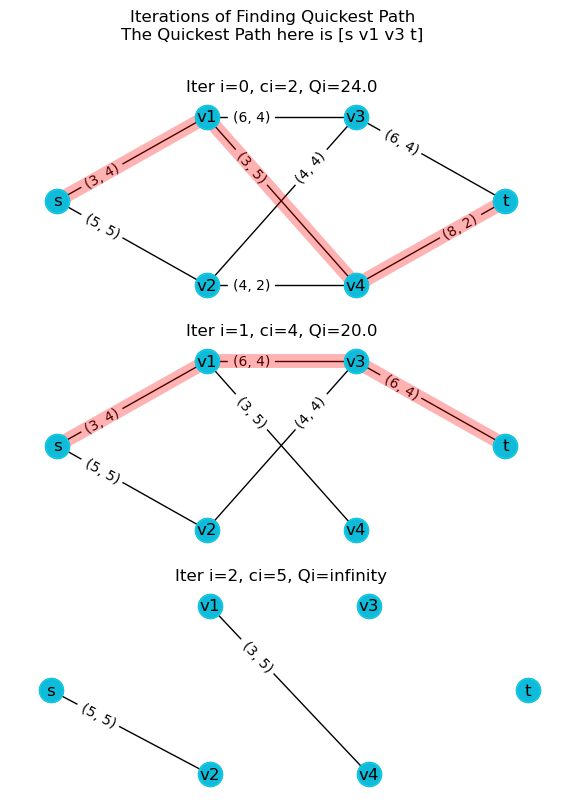 Iterations of Finding Quickest Path
The Quickest Path here is [s v1 v3 t]
Iter i=0, ci=2, Qi=24.0
v1 (6, 4) v3
(3, 4) (3, 5) (4, 4) (6, 4)
s t
(5, 5) (8, 2)
v2 (4, 2) v4
Iter i=1, ci=4, Qi=20.0
v1 (6, 4) v3
(3, 4) (3, 5) (4, 4) (6, 4)
s t
(5, 5)
v2 v4
Iter i=2, ci=5, Qi=infinity
v1 v3
(3, 5)
s t
(5, 5)
v2 v4